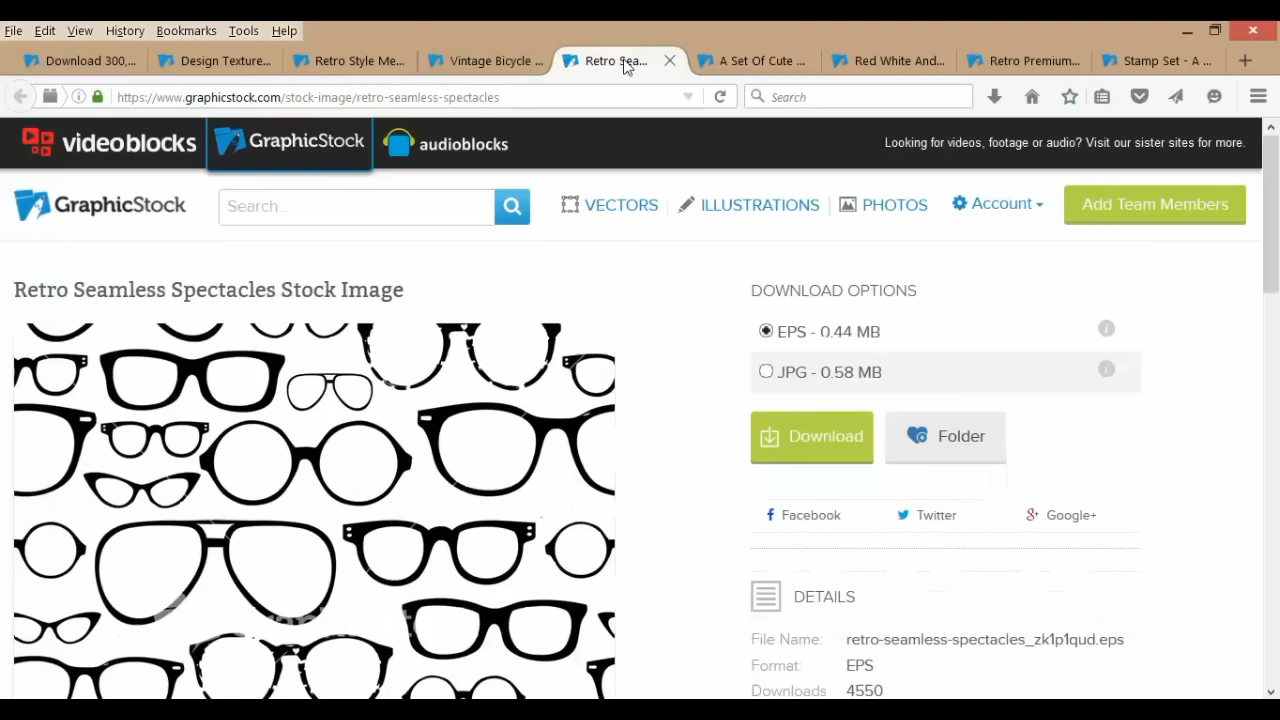 File Edit View History Bookmarks Tools Help
Download 300,... Design Texture... Retro Style Me... Vintage Bicycle ... Retro Sea... A Set Of Cute ... Red White And... Retro Premium... Stamp Set - A ...
https://www.graphicstock.com/stock-image/retro-seamless-spectacles Search
videoblocks GraphicStock audioblocks Looking for videos, footage or audio? Visit our sister sites for more.
GraphicStock Search... VECTORS ILLUSTRATIONS PHOTOS Account Add Team Members
Retro Seamless Spectacles Stock Image
DOWNLOAD OPTIONS
EPS - 0.44 MB
JPG - 0.58 MB
Download Folder
Facebook Twitter Google+
DETAILS
File Name: retro-seamless-spectacles_zk1p1qud.eps
Format: EPS
Downloads 4550